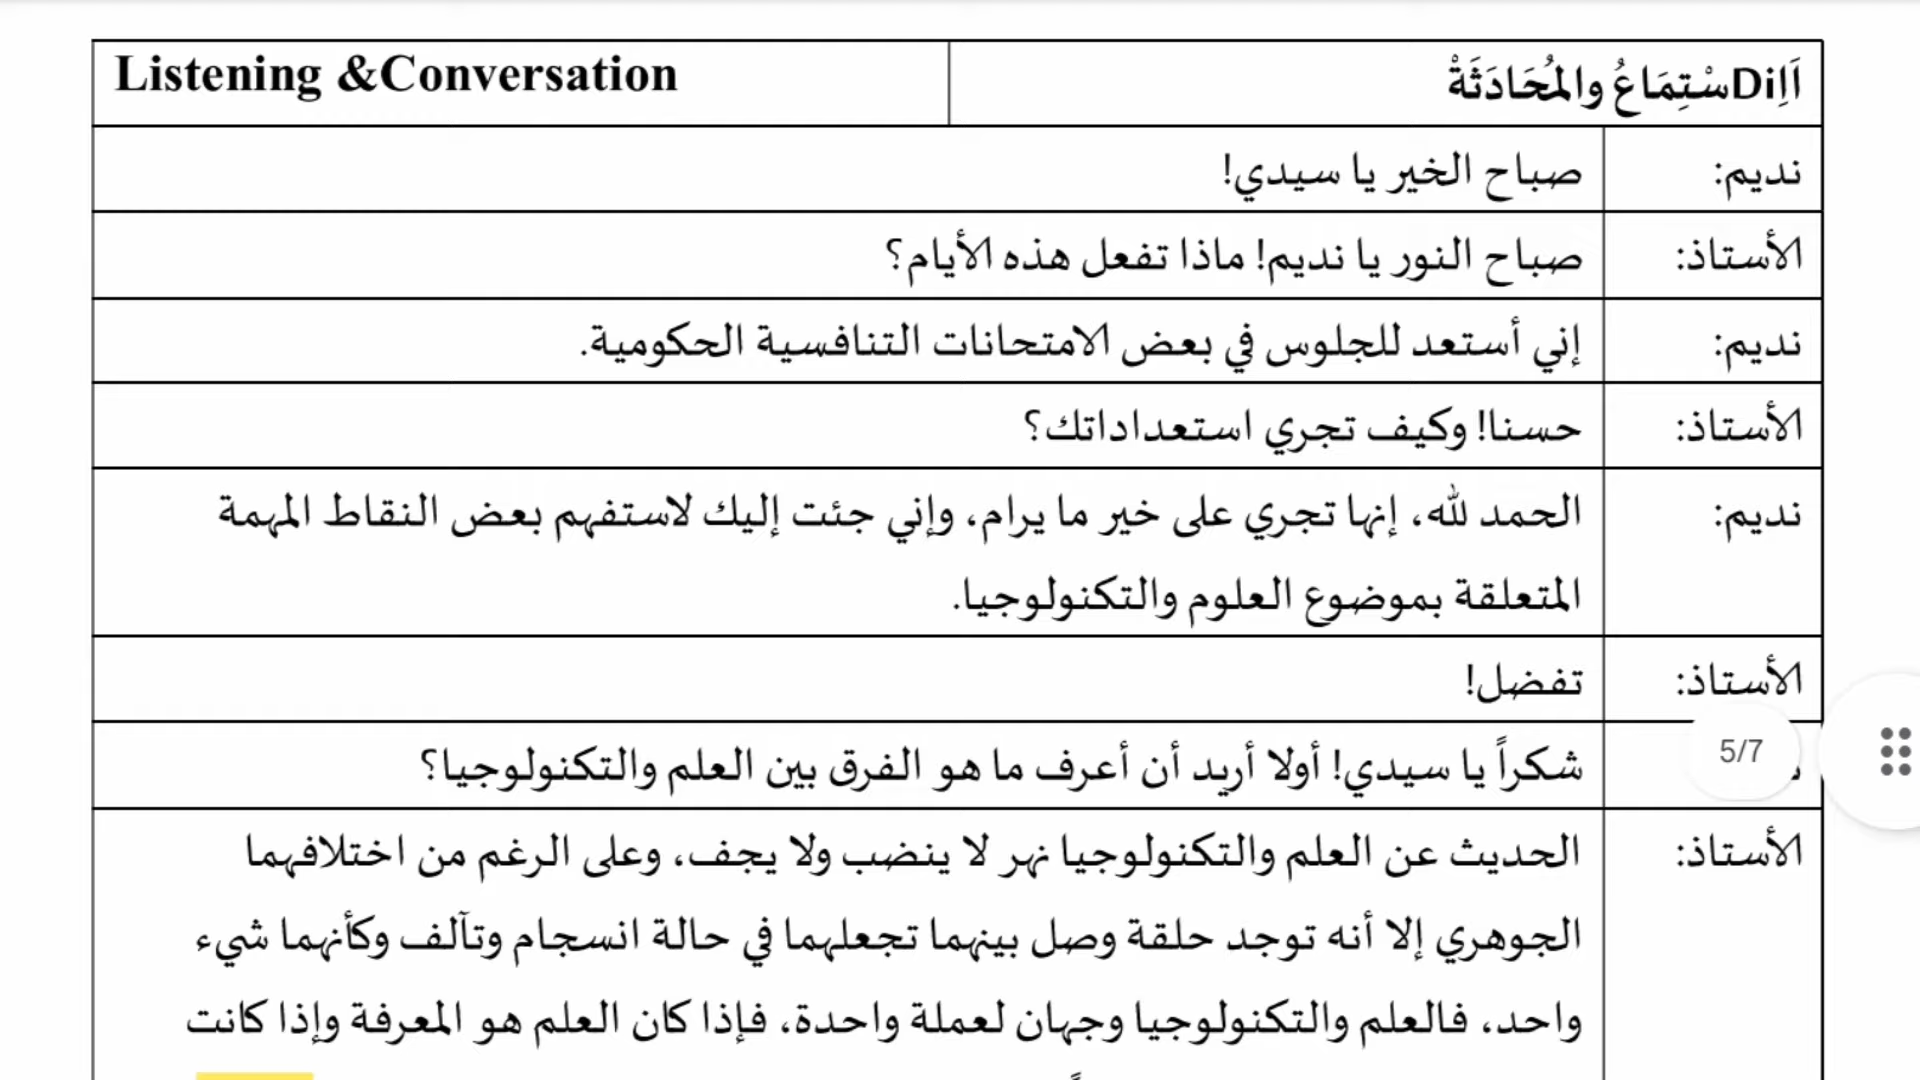 Listening &Conversation
اَاِDiسْتِمَاعُ والمُحَادَثَةْ
نديم:
صباح الخير يا سيدي!
الأستاذ:
صباح النور يا نديم! ماذا تفعل هذه الأيام؟
نديم:
إني أستعد للجلوس في بعض الامتحانات التنافسية الحكومية.
الأستاذ:
حسنا! وكيف تجري استعداداتك؟
نديم:
الحمد لله، إنها تجري على خير ما يرام، وإني جئت إليك لاستفهم بعض النقاط المهمة
المتعلقة بموضوع العلوم والتكنولوجيا.
الأستاذ:
تفضل!
5/7
شكراً يا سيدي! أولا أريد أن أعرف ما هو الفرق بين العلم والتكنولوجيا؟
الأستاذ:
الحديث عن العلم والتكنولوجيا نهر لا ينضب ولا يجف، وعلى الرغم من اختلافهما
الجوهري إلا أنه توجد حلقة وصل بينهما تجعلهما في حالة انسجام وتآلف وكأنهما شيء
واحد، فالعلم والتكنولوجيا وجهان لعملة واحدة، فإذا كان العلم هو المعرفة وإذا كانت